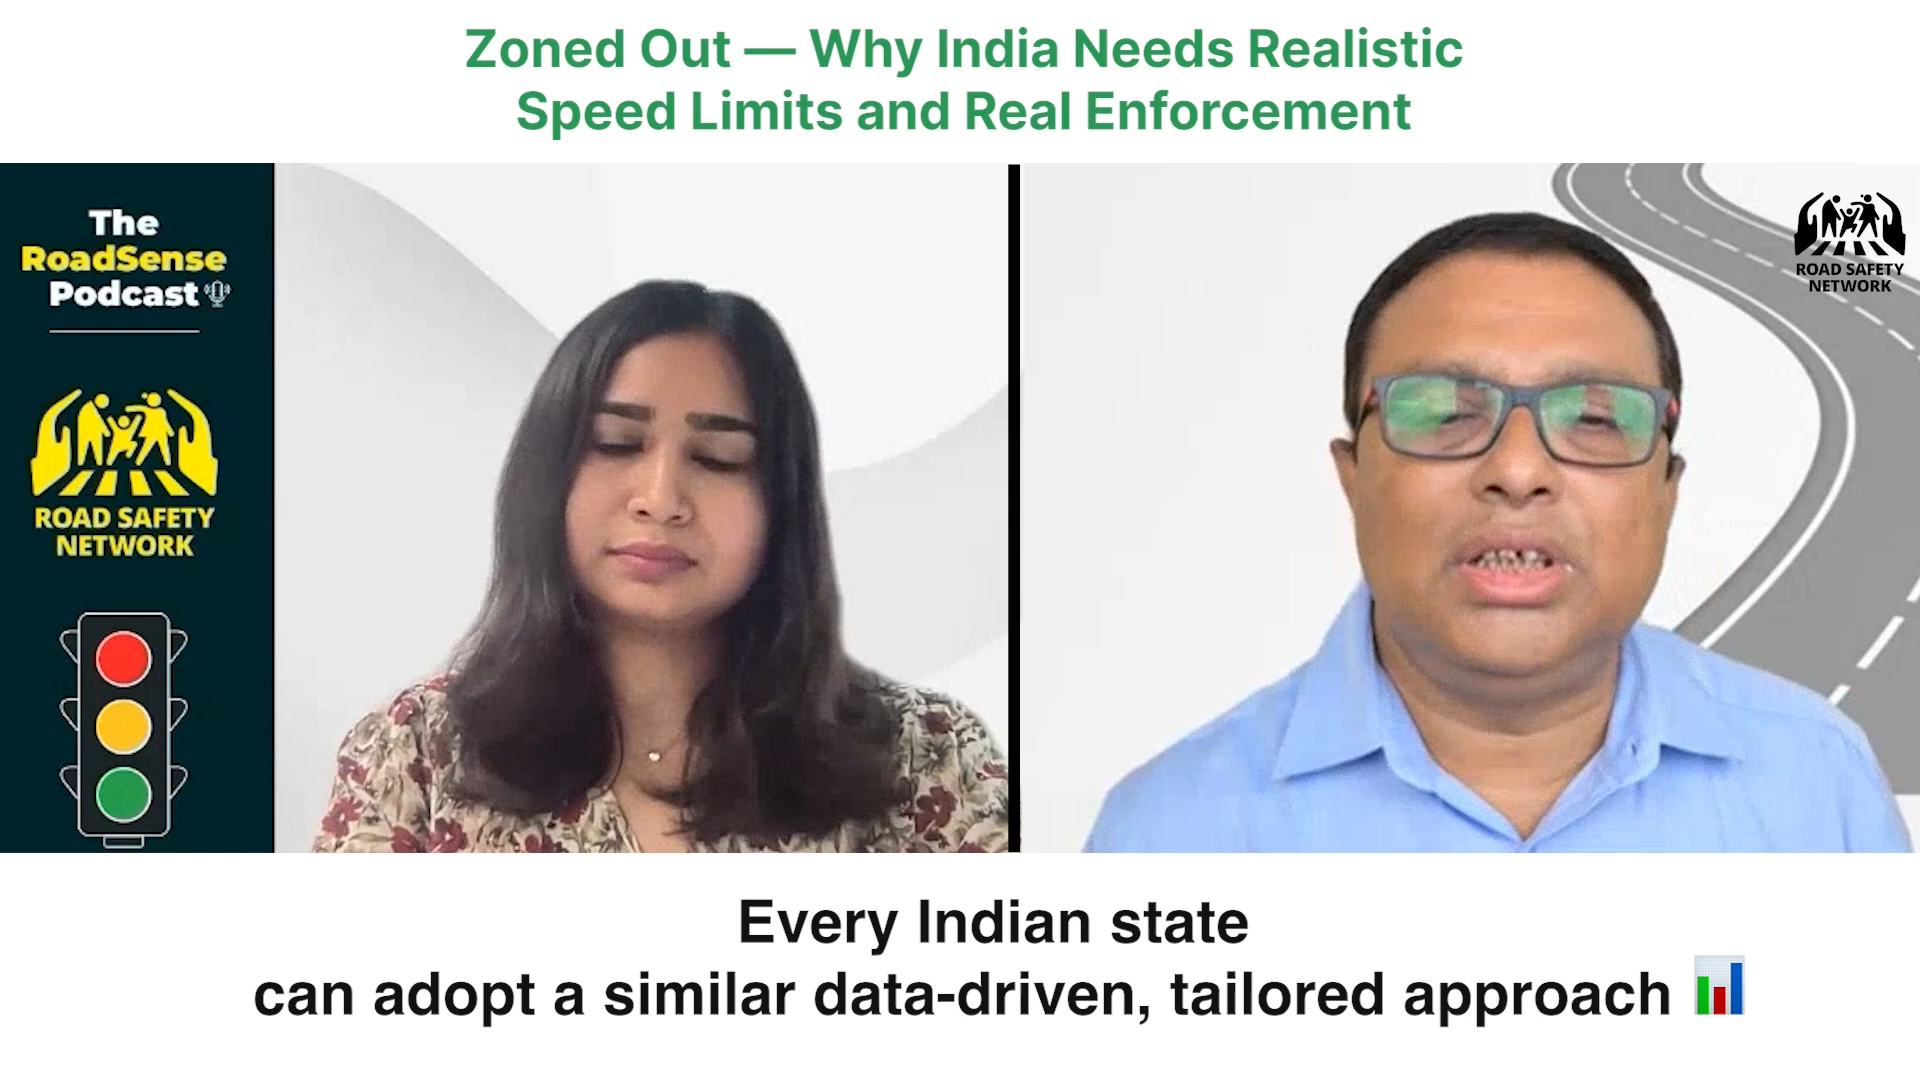 Zoned Out — Why India Needs Realistic
Speed Limits and Real Enforcement
The
RoadSense
Podcast
ROAD SAFETY
NETWORK
ROAD SAFETY
NETWORK
Every Indian state
can adopt a similar data-driven, tailored approach 📊